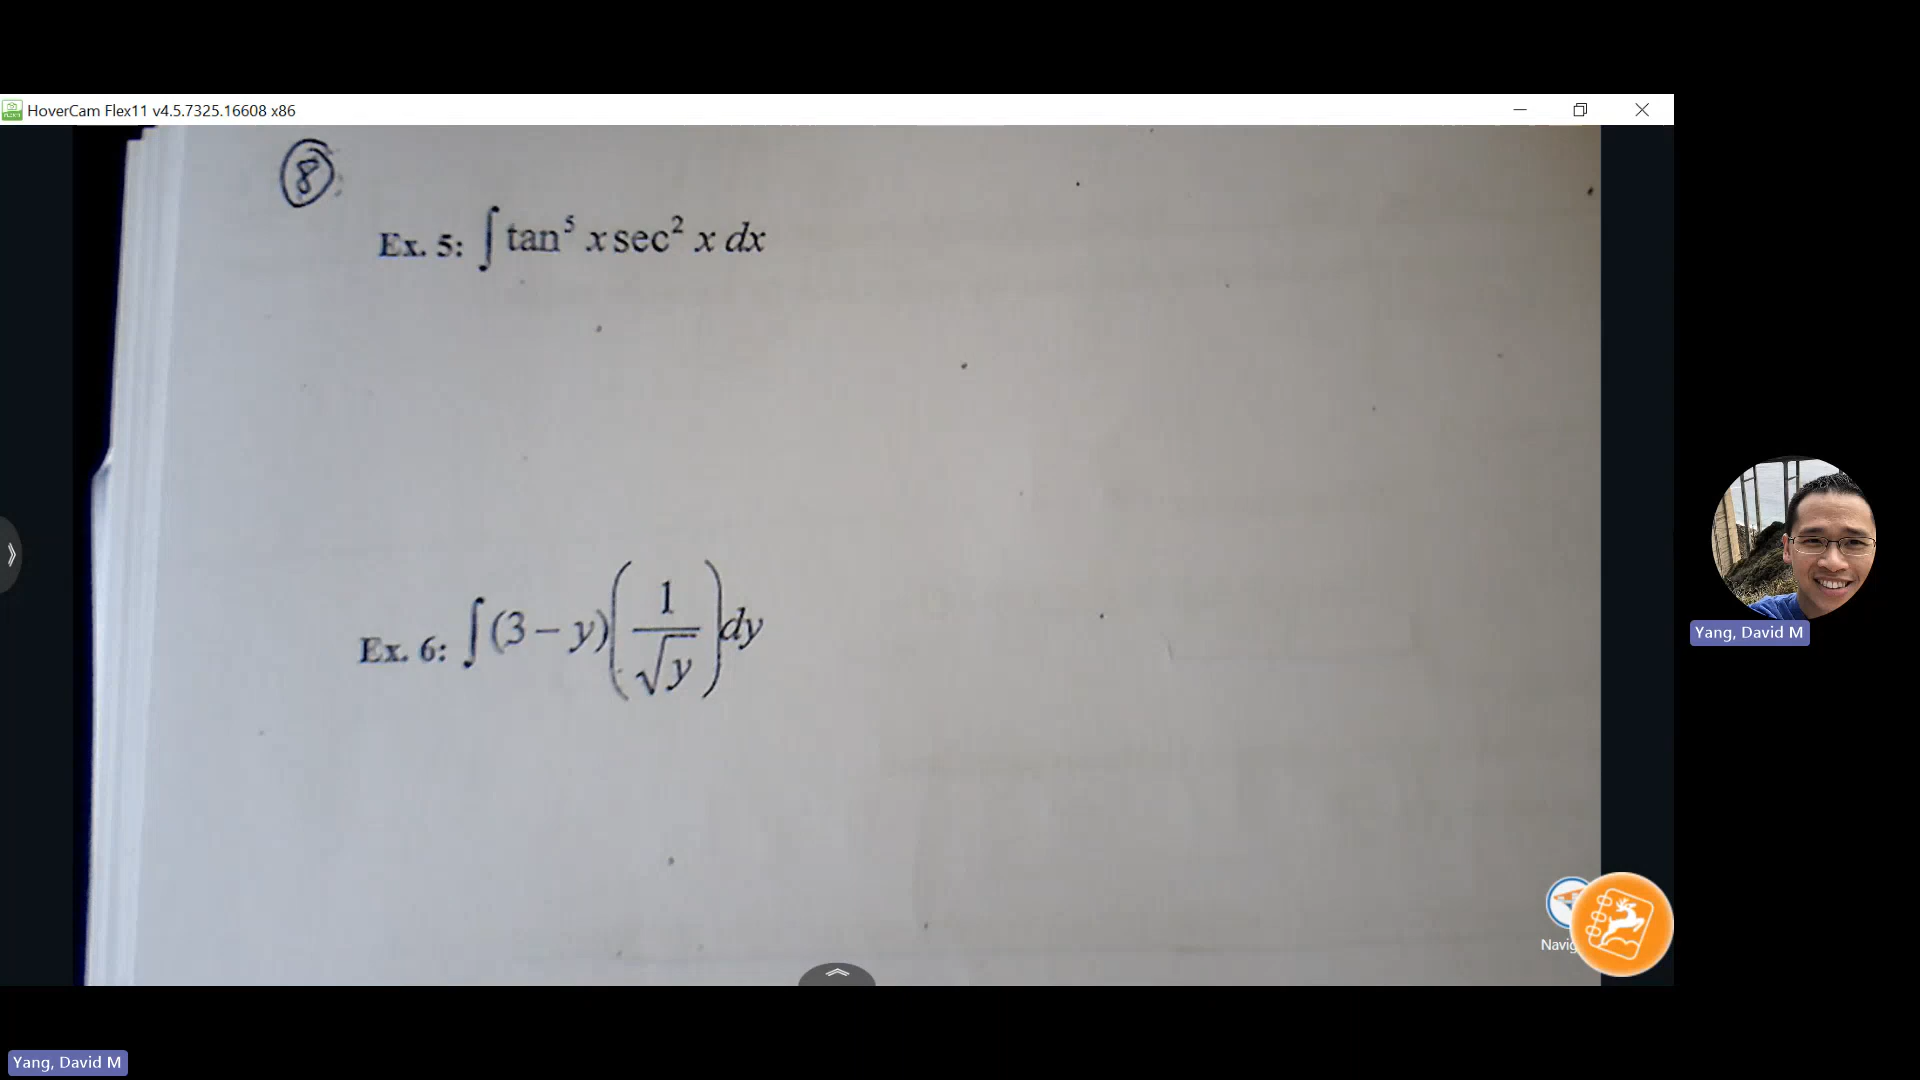 HoverCam Flex11 v4.5.7325.16608 x86
8
Ex. 5: ∫ tan⁵ x sec² x dx
Ex. 6: ∫ (3 − y) (1/√y) dy
Yang, David M
Navig
Yang, David M